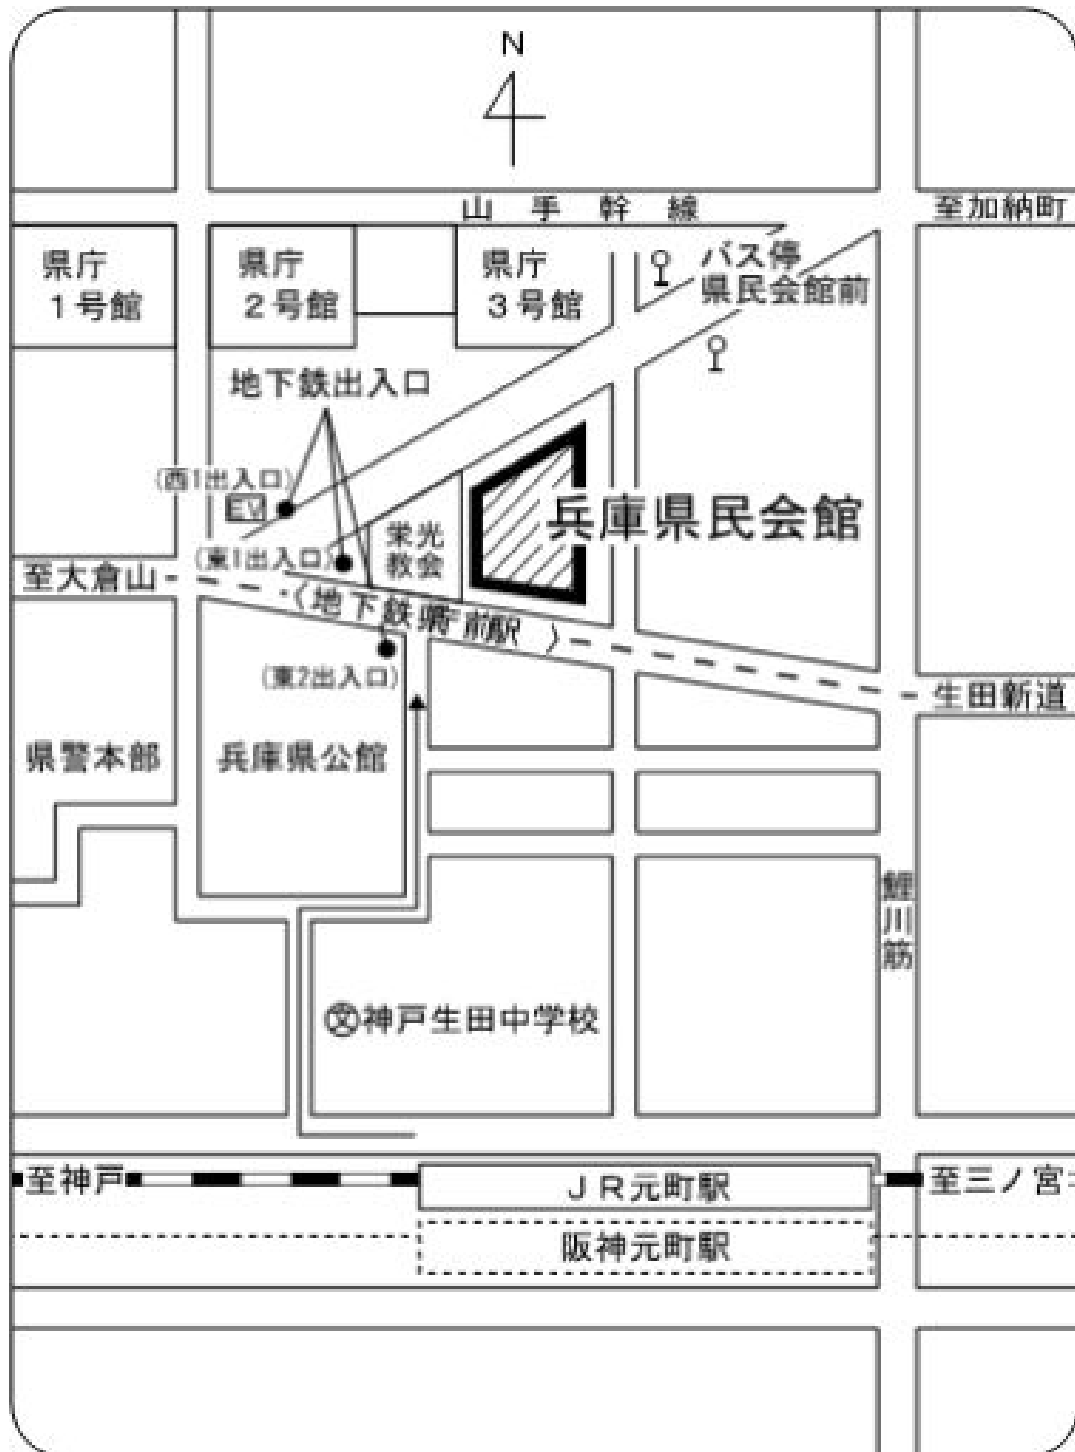 N
山手幹線
至加納町
県庁
1号館
県庁
2号館
県庁
3号館
バス停
県民会館前
地下鉄出入口
(西1出入口)
EV
兵庫県民会館
栄光
教会
(東1出入口)
至大倉山
〈地下鉄県庁前駅〉
(東2出入口)
生田新道
県警本部
兵庫県公館
鯉川筋
文神戸生田中学校
至神戸
JR元町駅
至三ノ宮
阪神元町駅